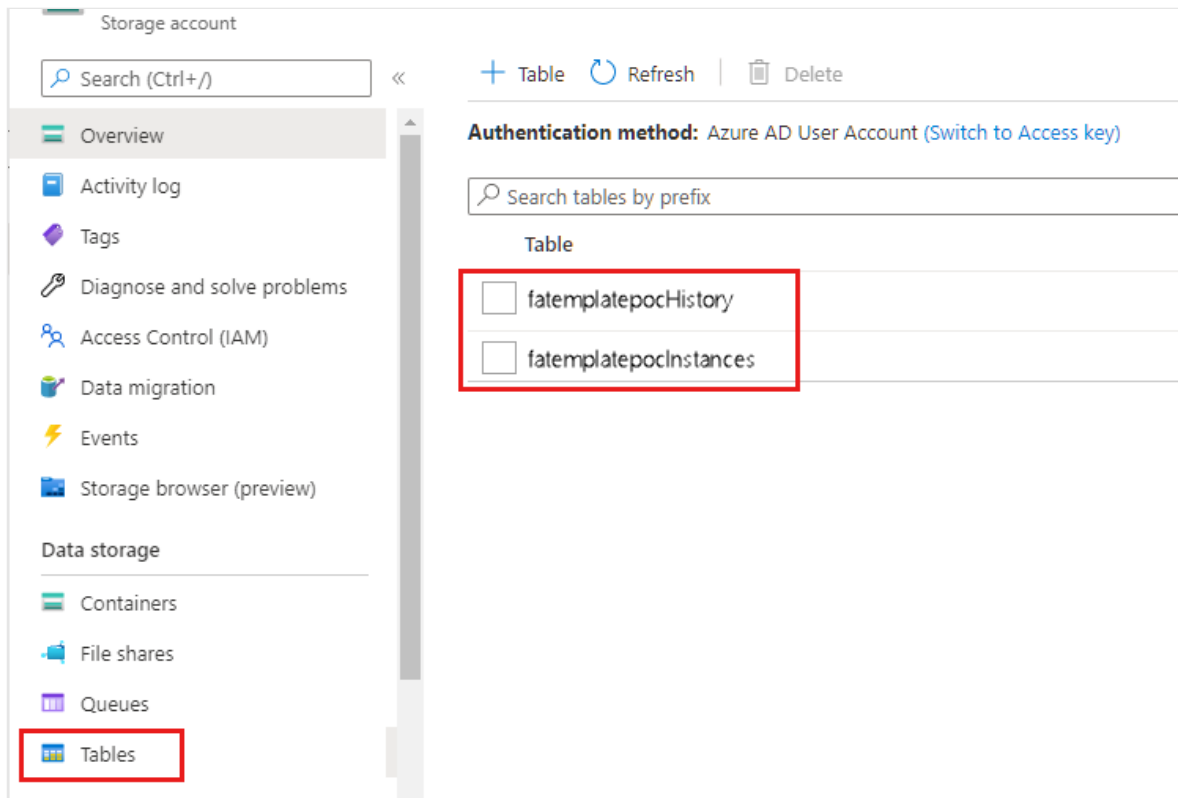 Storage account
Search (Ctrl+/)
«
Overview
Activity log
Tags
Diagnose and solve problems
Access Control (IAM)
Data migration
Events
Storage browser (preview)
Data storage
Containers
File shares
Queues
Tables
+ Table Refresh Delete
Authentication method: Azure AD User Account (Switch to Access key)
Search tables by prefix
Table
fatemplatepocHistory
fatemplatepocInstances